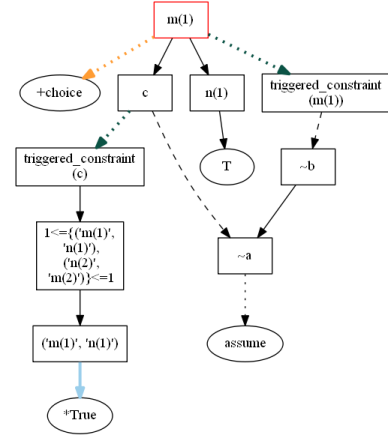 m(1)
+choice
c
n(1)
triggered_constraint
(m(1))
triggered_constraint
(c)
T
~b
1<={('m(1)',
'n(1)'),
('n(2)',
'm(2)')}<=1
~a
('m(1)', 'n(1)')
assume
*True